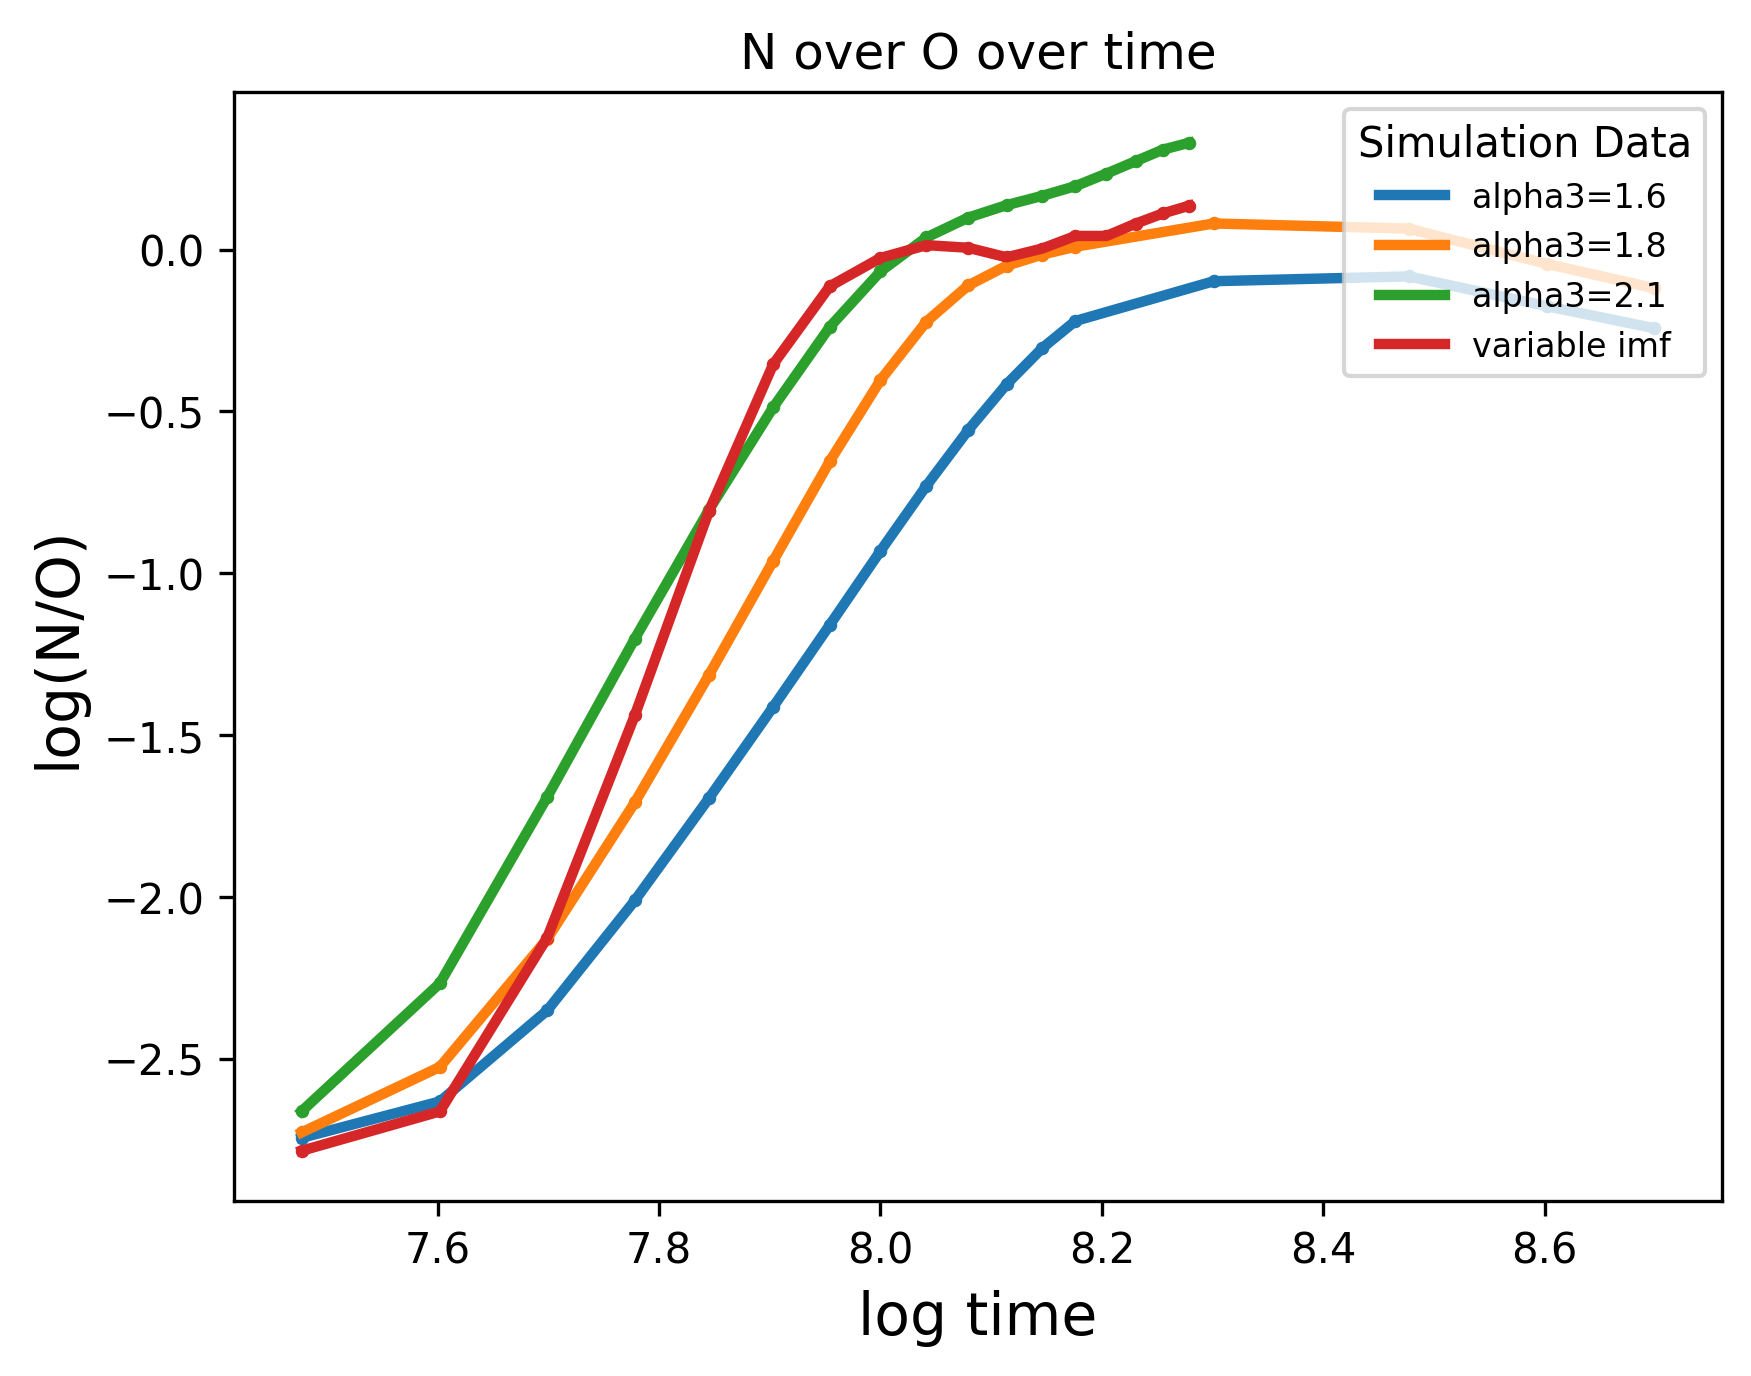 N over O over time
Simulation Data
alpha3=1.6
alpha3=1.8
alpha3=2.1
variable imf
log(N/O)
0.0
−0.5
−1.0
−1.5
−2.0
−2.5
7.6 7.8 8.0 8.2 8.4 8.6
log time